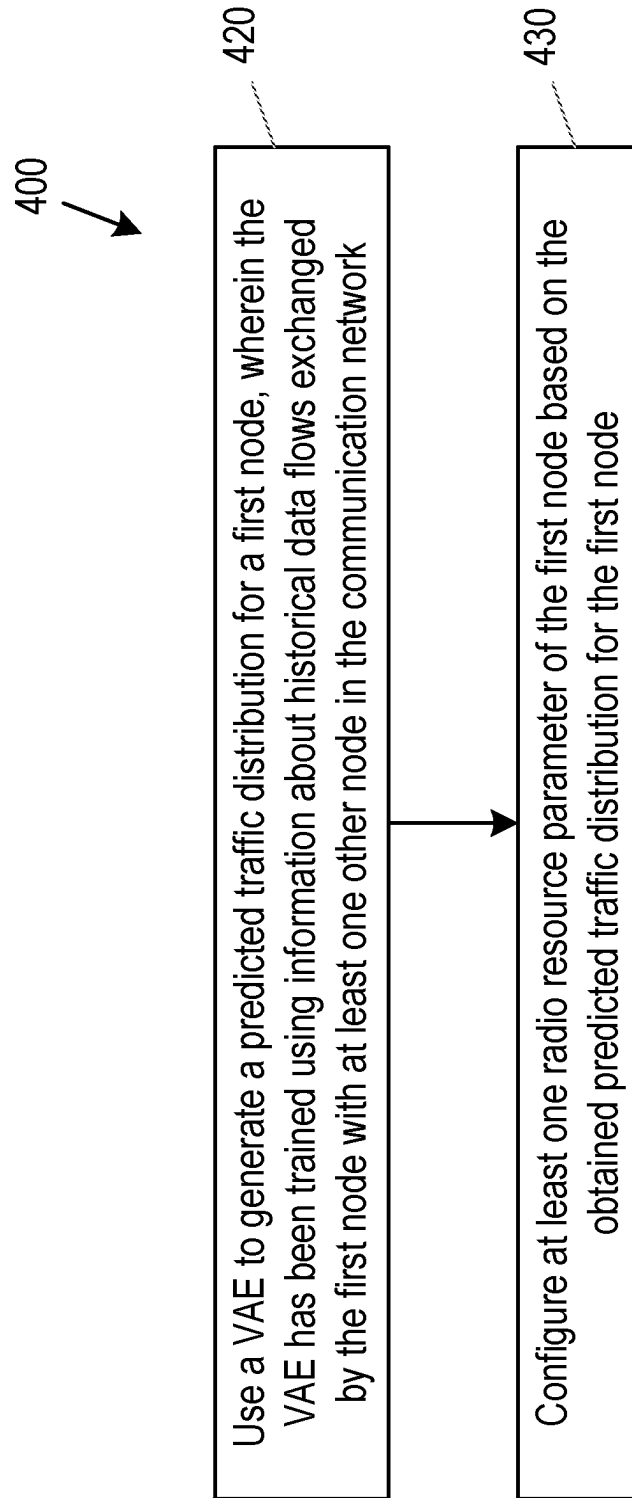 400
Use a VAE to generate a predicted traffic distribution for a first node, wherein the
VAE has been trained using information about historical data flows exchanged
by the first node with at least one other node in the communication network
420
Configure at least one radio resource parameter of the first node based on the
obtained predicted traffic distribution for the first node
430